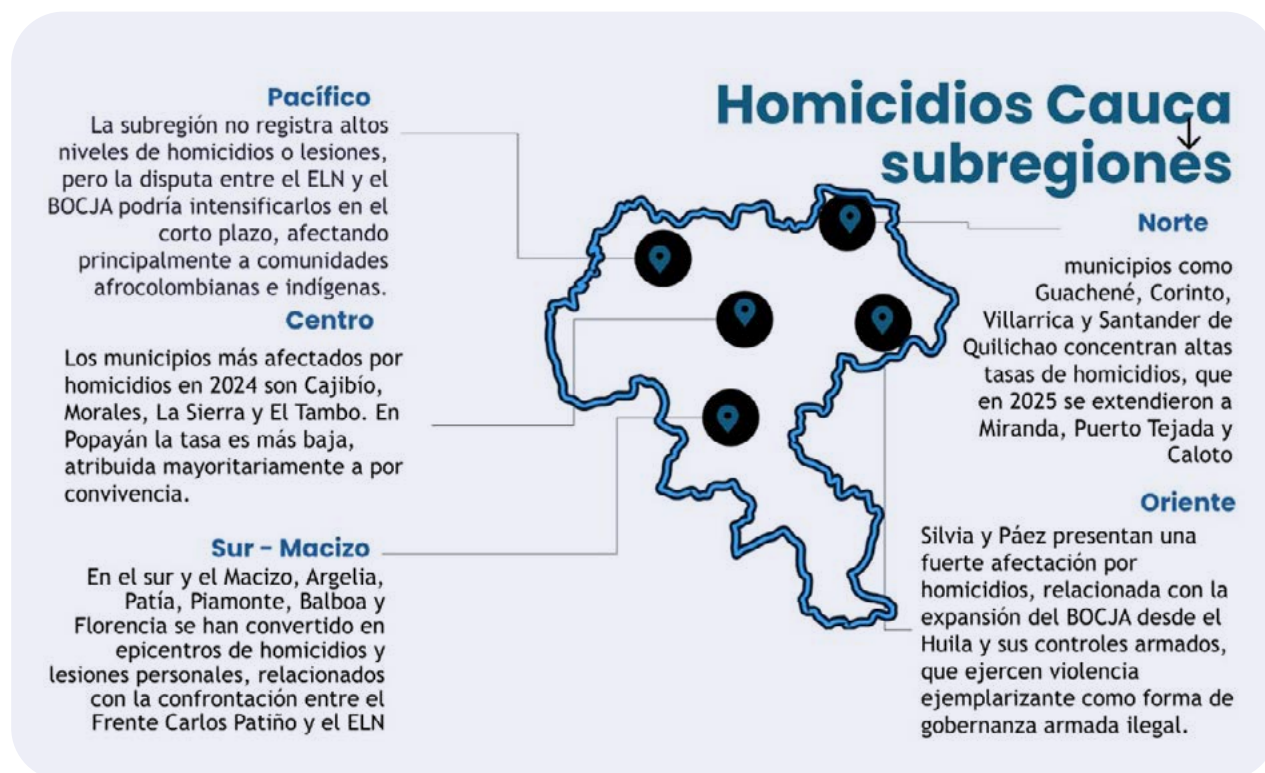 Homicidios Cauca
subregiones
Pacífico
La subregión no registra altos
niveles de homicidios o lesiones,
pero la disputa entre el ELN y el
BOCJA podría intensificarlos en el
corto plazo, afectando
principalmente a comunidades
afrocolombianas e indígenas.
Centro
Los municipios más afectados por
homicidios en 2024 son Cajibío,
Morales, La Sierra y El Tambo. En
Popayán la tasa es más baja,
atribuida mayoritariamente a por
convivencia.
Sur - Macizo
En el sur y el Macizo, Argelia,
Patía, Piamonte, Balboa y
Florencia se han convertido en
epicentros de homicidios y
lesiones personales, relacionados
con la confrontación entre el
Frente Carlos Patiño y el ELN
Norte
municipios como
Guachené, Corinto,
Villarrica y Santander de
Quilichao concentran altas
tasas de homicidios, que
en 2025 se extendieron a
Miranda, Puerto Tejada y
Caloto
Oriente
Silvia y Páez presentan una
fuerte afectación por
homicidios, relacionada con la
expansión del BOCJA desde el
Huila y sus controles armados,
que ejercen violencia
ejemplarizante como forma de
gobernanza armada ilegal.